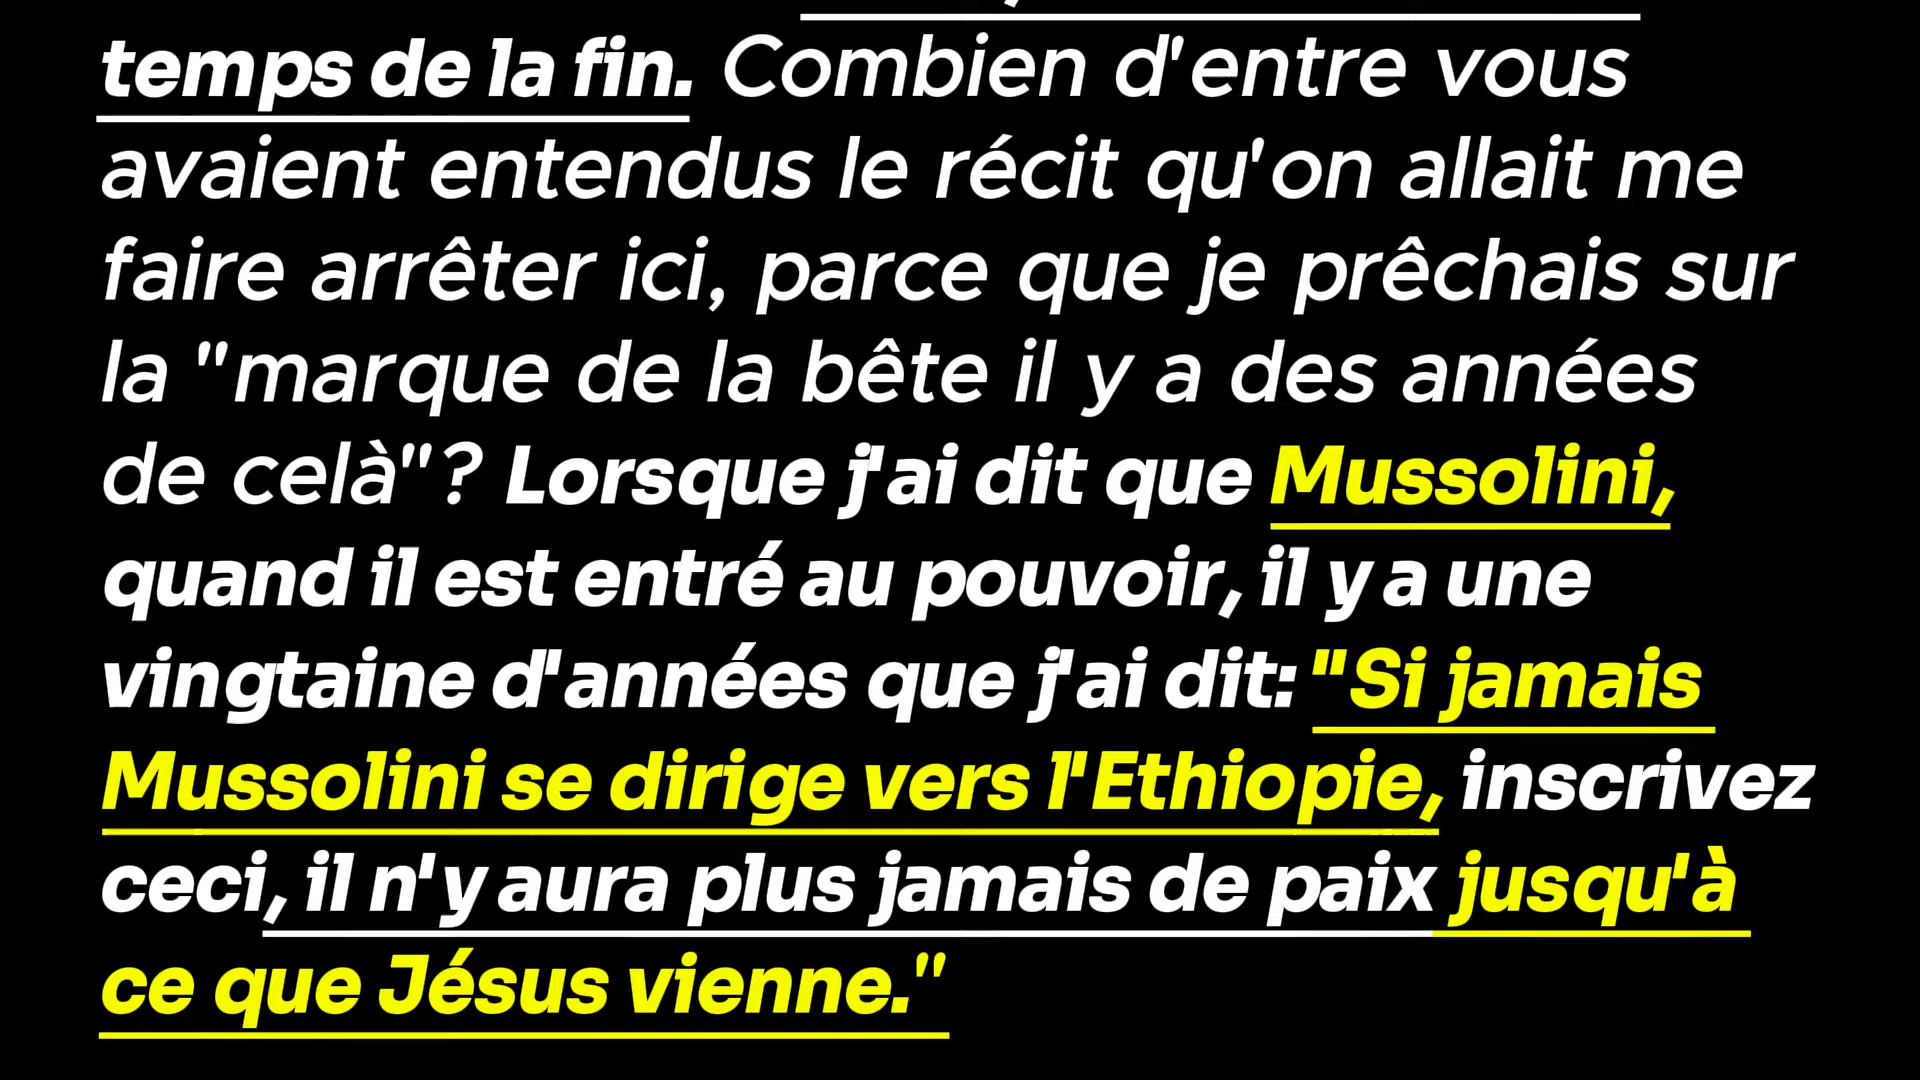 temps de la fin. Combien d'entre vous
avaient entendus le récit qu'on allait me
faire arrêter ici, parce que je prêchais sur
la "marque de la bête il y a des années
de celà"? Lorsque j'ai dit que Mussolini,
quand il est entré au pouvoir, il y a une
vingtaine d'années que j'ai dit: "Si jamais
Mussolini se dirige vers l'Ethiopie, inscrivez
ceci, il n'y aura plus jamais de paix jusqu'à
ce que Jésus vienne."